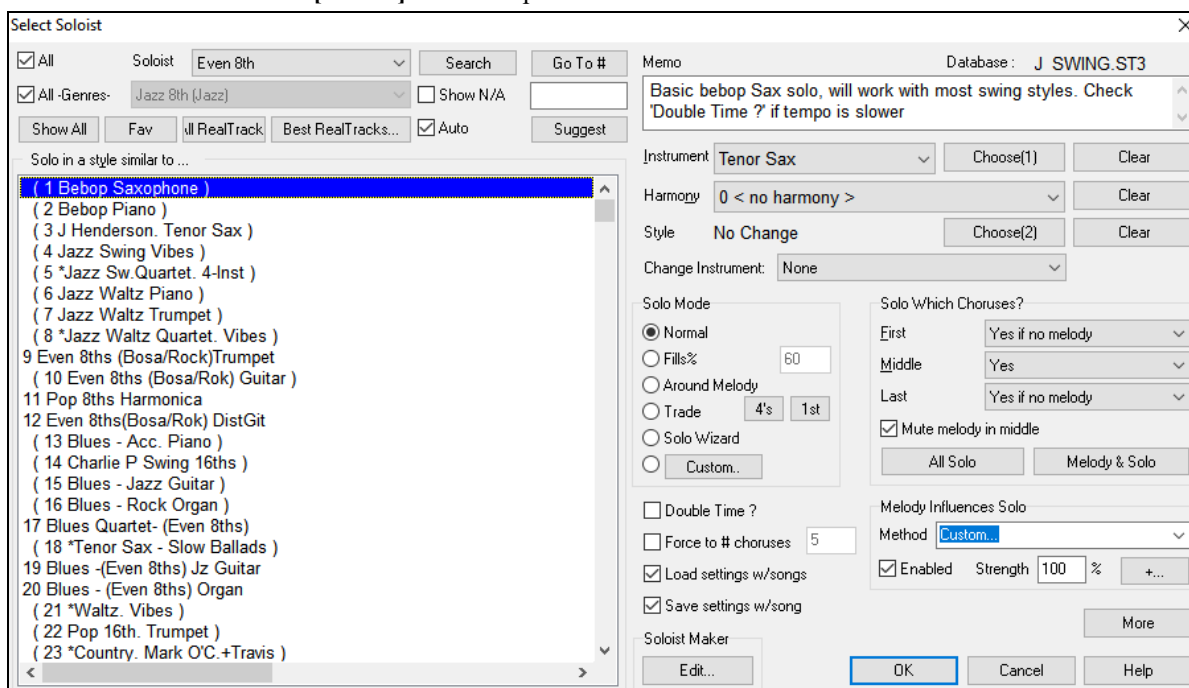 Select Soloist
All Soloist Even 8th Search Go To #
All -Genres- Jazz 8th (Jazz) Show N/A
Show All Fav ll RealTrack Best RealTracks... Auto Suggest
Solo in a style similar to ...
( 1 Bebop Saxophone )
( 2 Bebop Piano )
( 3 J Henderson. Tenor Sax )
( 4 Jazz Swing Vibes )
( 5 *Jazz Sw.Quartet. 4-Inst )
( 6 Jazz Waltz Piano )
( 7 Jazz Waltz Trumpet )
( 8 *Jazz Waltz Quartet. Vibes )
9 Even 8ths (Bosa/Rock)Trumpet
( 10 Even 8ths (Bosa/Rok) Guitar )
11 Pop 8ths Harmonica
12 Even 8ths(Bosa/Rok) DistGit
( 13 Blues - Acc. Piano )
( 14 Charlie P Swing 16ths )
( 15 Blues - Jazz Guitar )
( 16 Blues - Rock Organ )
17 Blues Quartet- (Even 8ths)
( 18 *Tenor Sax - Slow Ballads )
19 Blues -(Even 8ths) Jz Guitar
20 Blues - (Even 8ths) Organ
( 21 *Waltz. Vibes )
( 22 Pop 16th. Trumpet )
( 23 *Country. Mark O'C.+Travis )
Memo Database : J SWING.ST3
Basic bebop Sax solo, will work with most swing styles. Check
'Double Time ?' if tempo is slower
Instrument Tenor Sax Choose(1) Clear
Harmony 0 < no harmony > Clear
Style No Change Choose(2) Clear
Change Instrument: None
Solo Mode
Normal
Fills% 60
Around Melody
Trade 4's 1st
Solo Wizard
Custom..
Solo Which Choruses?
First Yes if no melody
Middle Yes
Last Yes if no melody
Mute melody in middle
All Solo Melody & Solo
Double Time ?
Force to # choruses 5
Load settings w/songs
Save settings w/song
Melody Influences Solo
Method Custom...
Enabled Strength 100 % +...
More
Soloist Maker
Edit... OK Cancel Help